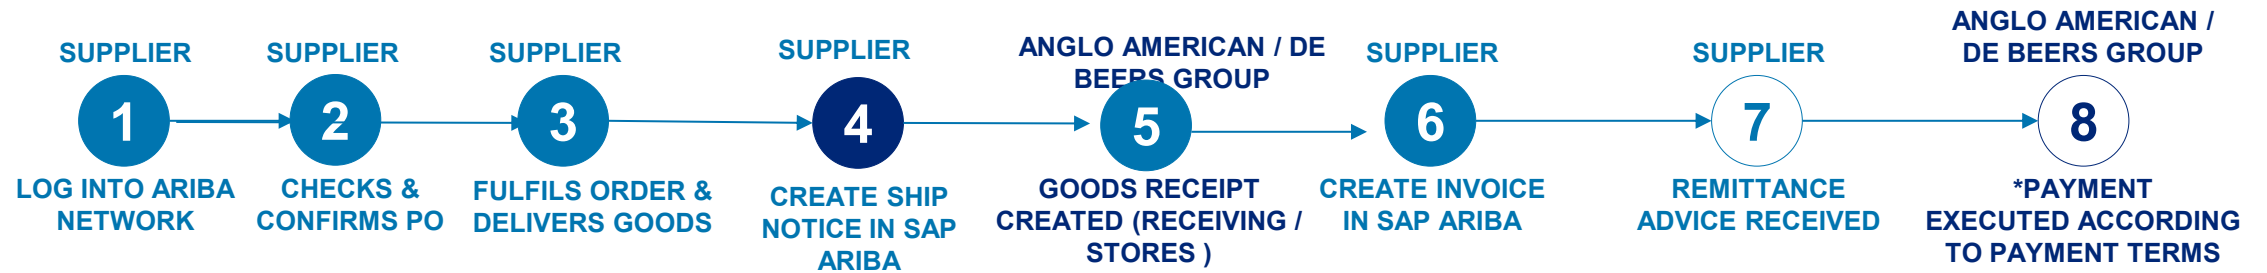 SUPPLIER
1
LOG INTO ARIBA
NETWORK
SUPPLIER
2
CHECKS &
CONFIRMS PO
SUPPLIER
3
FULFILS ORDER &
DELIVERS GOODS
SUPPLIER
4
CREATE SHIP
NOTICE IN SAP
ARIBA
ANGLO AMERICAN / DE
BEERS GROUP
5
GOODS RECEIPT
CREATED (RECEIVING /
STORES )
SUPPLIER
6
CREATE INVOICE
IN SAP ARIBA
SUPPLIER
7
REMITTANCE
ADVICE RECEIVED
ANGLO AMERICAN /
DE BEERS GROUP
8
*PAYMENT
EXECUTED ACCORDING
TO PAYMENT TERMS